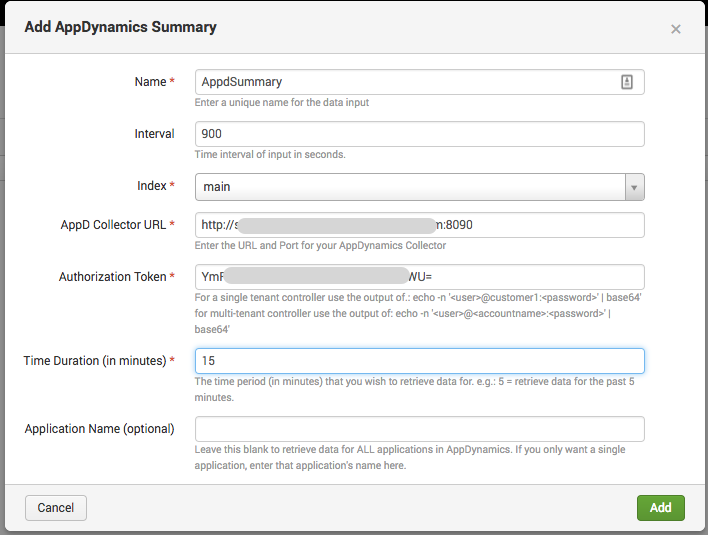 Add AppDynamics Summary
×
Name *
AppdSummary
Enter a unique name for the data input
Interval
900
Time interval of input in seconds.
Index *
main
AppD Collector URL *
http://s m:8090
Enter the URL and Port for your AppDynamics Collector
Authorization Token *
YmF WU=
For a single tenant controller use the output of.: echo -n '<user>@customer1:<password>' | base64'
for multi-tenant controller use the output of: echo -n '<user>@<accountname>:<password>' |
base64'
Time Duration (in minutes) *
15
The time period (in minutes) that you wish to retrieve data for. e.g.: 5 = retrieve data for the past 5
minutes.
Application Name (optional)
Leave this blank to retrieve data for ALL applications in AppDynamics. If you only want a single
application, enter that application's name here.
Cancel
Add